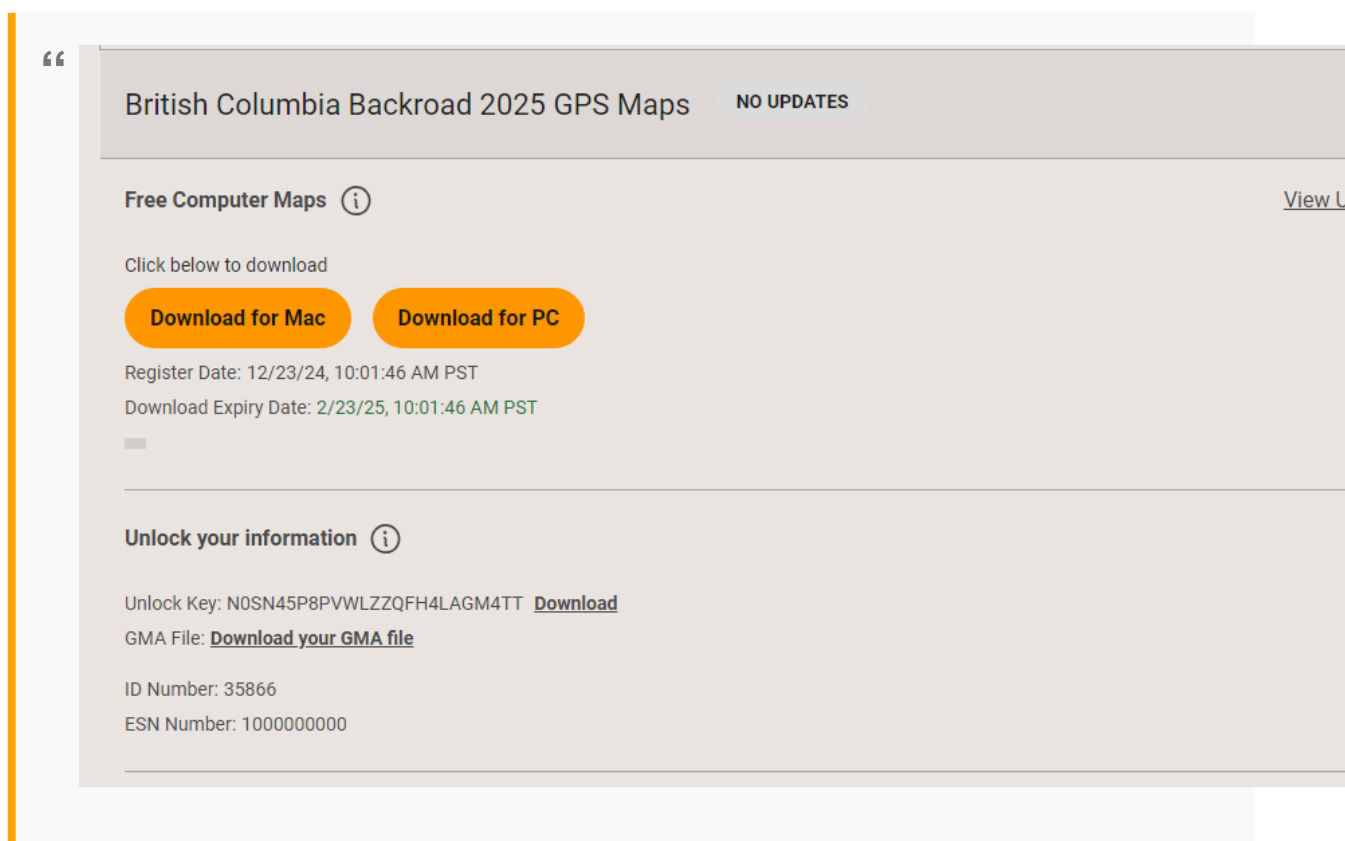 “
British Columbia Backroad 2025 GPS Maps NO UPDATES
Free Computer Maps View U
Click below to download
Download for Mac Download for PC
Register Date: 12/23/24, 10:01:46 AM PST
Download Expiry Date: 2/23/25, 10:01:46 AM PST
Unlock your information
Unlock Key: N0SN45P8PVWLZZQFH4LAGM4TT Download
GMA File: Download your GMA file
ID Number: 35866
ESN Number: 1000000000